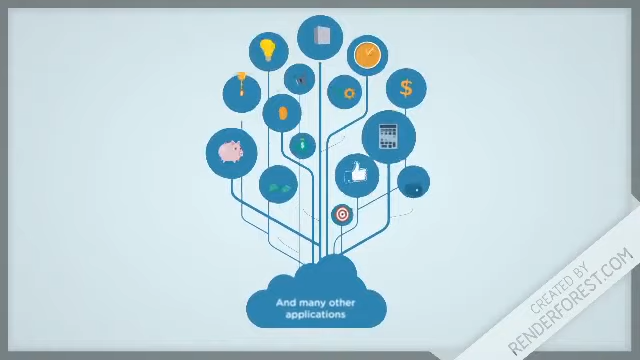 And many other
applications
CREATED BY
RENDERFOREST.COM
$